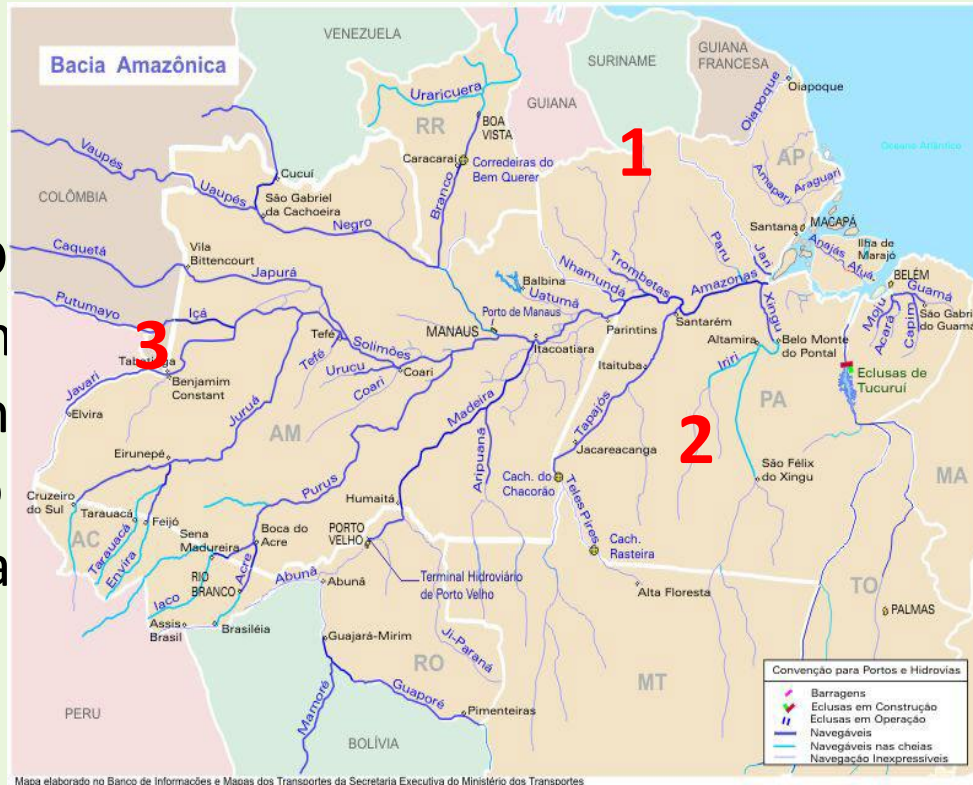 Bacia Amazônica
VENEZUELA
SURINAME
GUIANA
FRANCESA
GUIANA
Oiapoque
Oiapoque
Uraricuera
RR
BOA
VISTA
1
AP
Oceano Atlântico
Vaupés
Cucuí
Caracaraí
Corredeiras do
Bem Querer
Amapari
Araguari
Uaupés
São Gabriel
da Cachoeira
Branco
COLÔMBIA
Negro
Santana
MACAPÁ
Caquetá
Vila
Bittencourt
Paru
Jari
Anajás
Afuá
Ilha de
Marajó
Japurá
Balbina
Nhamundá
Trombetas
Amazonas
BELÉM
Putumayo
Içá
Uatumã
Xingu
Moju
Acará
Capim
Guamá
São Gabri
do Guamá
MANAUS
Porto de Manaus
Parintins
Santarém
3
Tefé
Solimões
Itacoatiara
Altamira
Belo Monte
do Pontal
Tabatinga
Tefé
Urucu
Coari
Coari
Itaituba
Iriri
Eclusas de
Tucuruí
Javari
Benjamim
Constant
Juruá
Madeira
Tapajós
PA
Elvira
AM
2
Eirunepé
Purus
Aripuanã
Jacareacanga
São Félix
do Xingu
MA
Cach. do
Chacorão
Cruzeiro
do Sul
Tarauacá
Feijó
Humaitá
Teles Pires
Sena
Madureira
Boca do
Acre
PORTO
VELHO
Cach.
Rasteira
AC
Tarauacá
Envira
RIO
BRANCO
Acre
Abunã
Abunã
Terminal Hidroviário
de Porto Velho
Alta Floresta
TO
PALMAS
Iaco
Assis
Brasil
Brasiléia
Guajará-Mirim
Ji-Paraná
RO
MT
Mamoré
Guaporé
Pimenteiras
PERU
BOLÍVIA
Convenção para Portos e Hidrovias
Barragens
Eclusas em Construção
Eclusas em Operação
Navegáveis
Navegáveis nas cheias
Navegação Inexpressíveis
Mapa elaborado no Banco de Informações e Mapas dos Transportes da Secretaria Executiva do Ministério dos Transportes